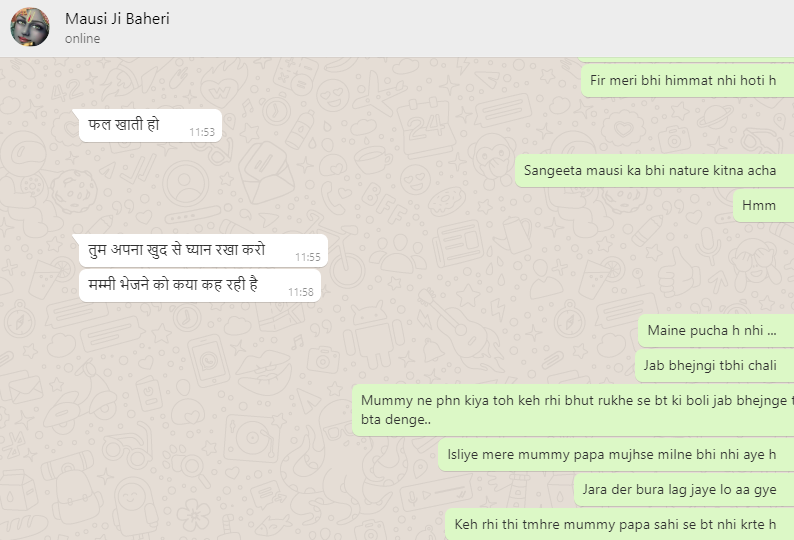 Mausi Ji Baheri
online
Fir meri bhi himmat nhi hoti h
फल खाती हो
11:53
Sangeeta mausi ka bhi nature kitna acha
Hmm
तुम अपना खुद से घ्यान रखा करो
11:55
मम्मी भेजने को कया कह रही है
11:58
Maine pucha h nhi ...
Jab bhejngi tbhi chali
Mummy ne phn kiya toh keh rhi bhut rukhe se bt ki boli jab bhejnge
bta denge..
Isliye mere mummy papa mujhse milne bhi nhi aye h
Jara der bura lag jaye lo aa gye
Keh rhi thi tmhre mummy papa sahi se bt nhi krte h